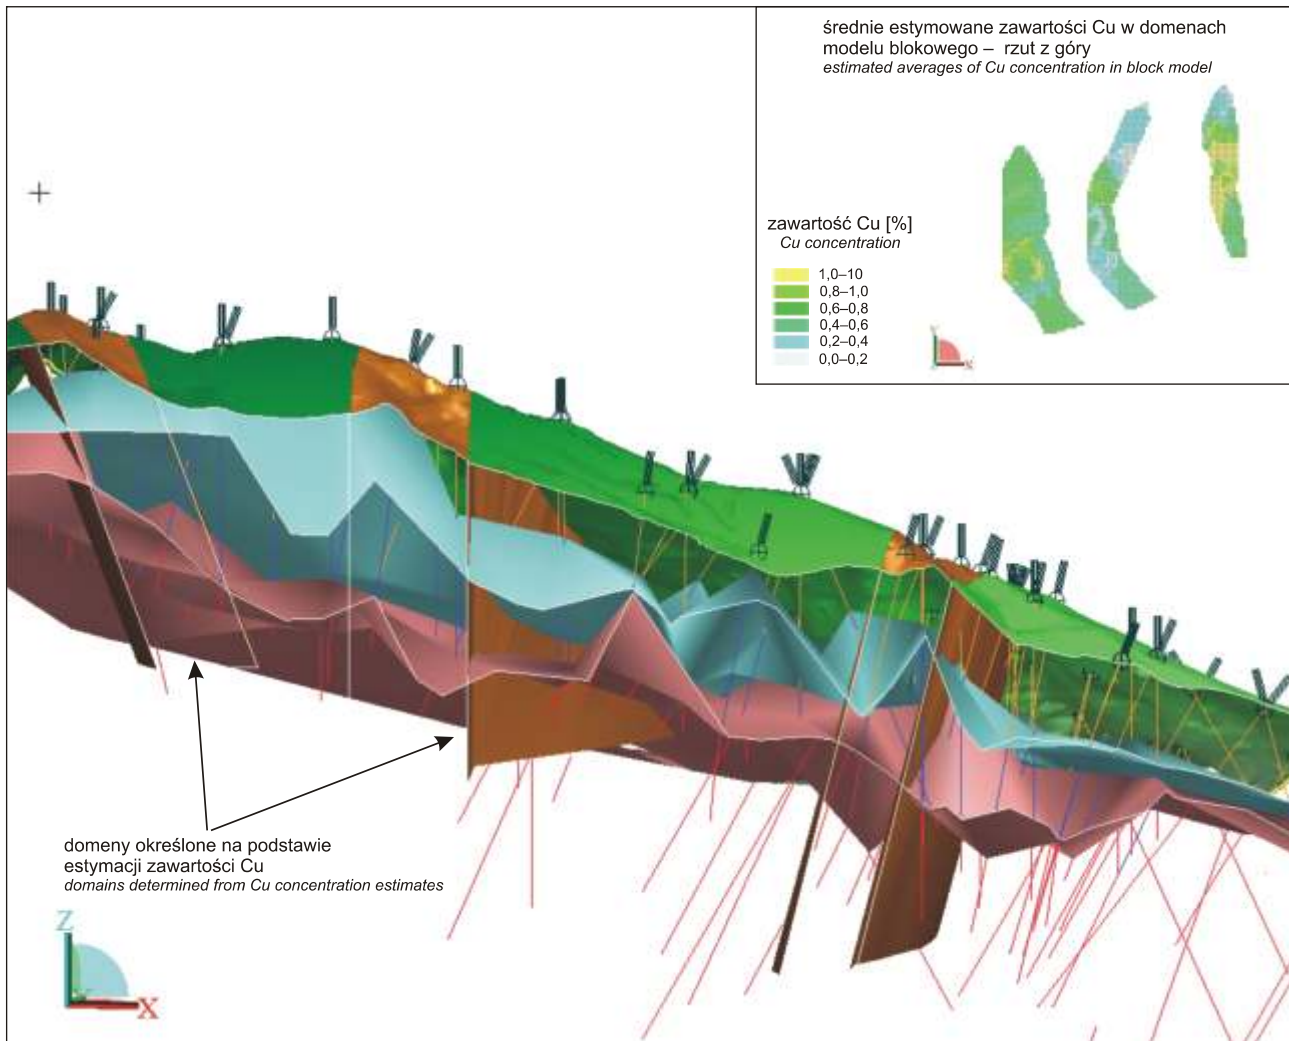 średnie estymowane zawartości Cu w domenach
modelu blokowego – rzut z góry
estimated averages of Cu concentration in block model
zawartość Cu [%]
Cu concentration
1,0–10
0,8–1,0
0,6–0,8
0,4–0,6
0,2–0,4
0,0–0,2
domeny określone na podstawie
estymacji zawartości Cu
domains determined from Cu concentration estimates
Z
X